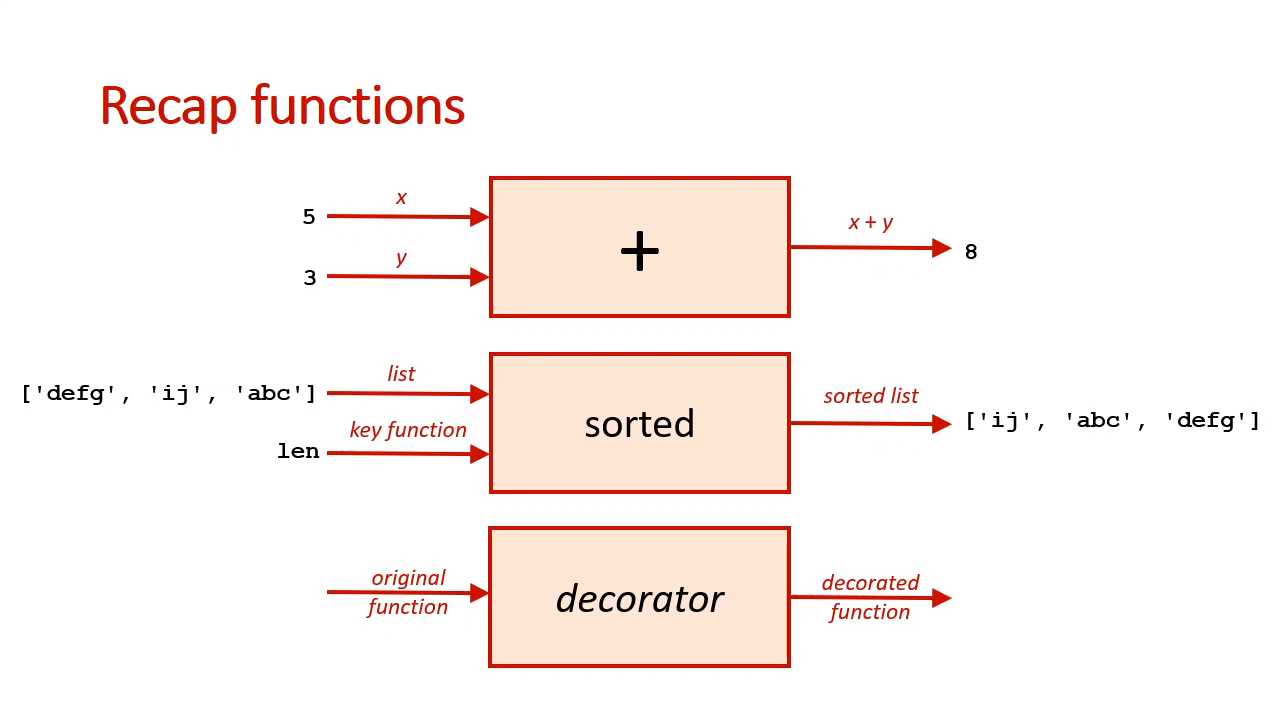 Recap functions
x
5
y
3
+
x + y
8
list
['defg', 'ij', 'abc']
key function
len
sorted
sorted list
['ij', 'abc', 'defg']
original
function
decorator
decorated
function